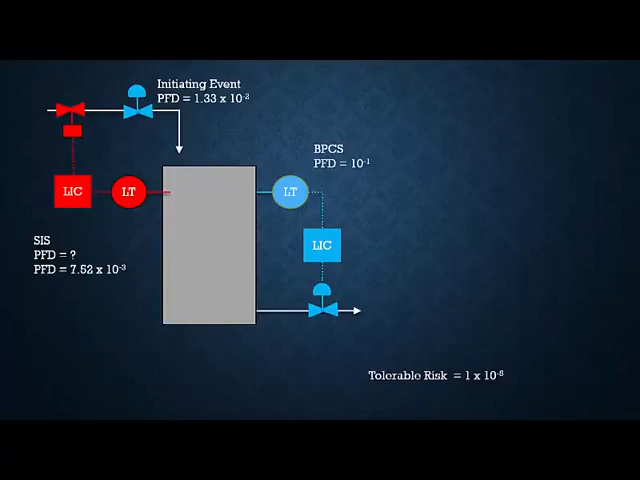 Initiating Event
PFD = 1.33 x 10⁻²
BPCS
PFD = 10⁻¹
LIC
LT
LT
LIC
SIS
PFD = ?
PFD = 7.52 x 10⁻³
Tolerable Risk = 1 x 10⁻⁵